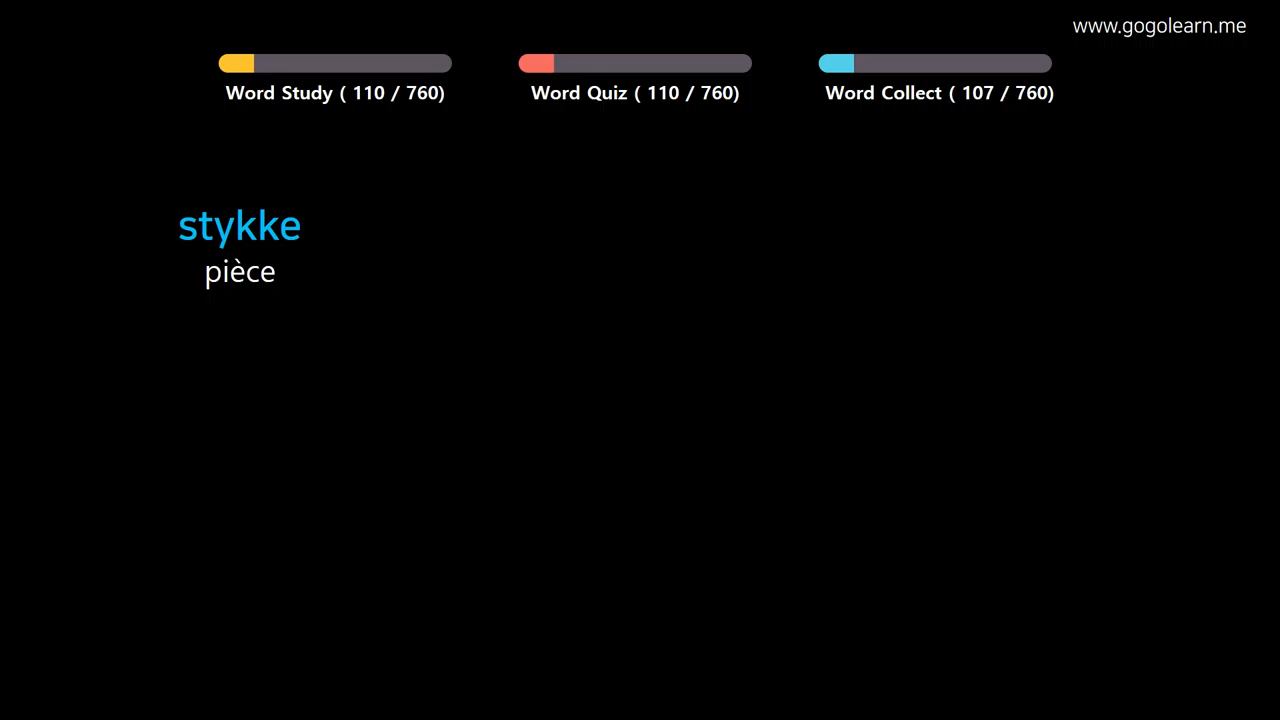 www.gogolearn.me
Word Study ( 110 / 760)
Word Quiz ( 110 / 760)
Word Collect ( 107 / 760)
stykke
pièce